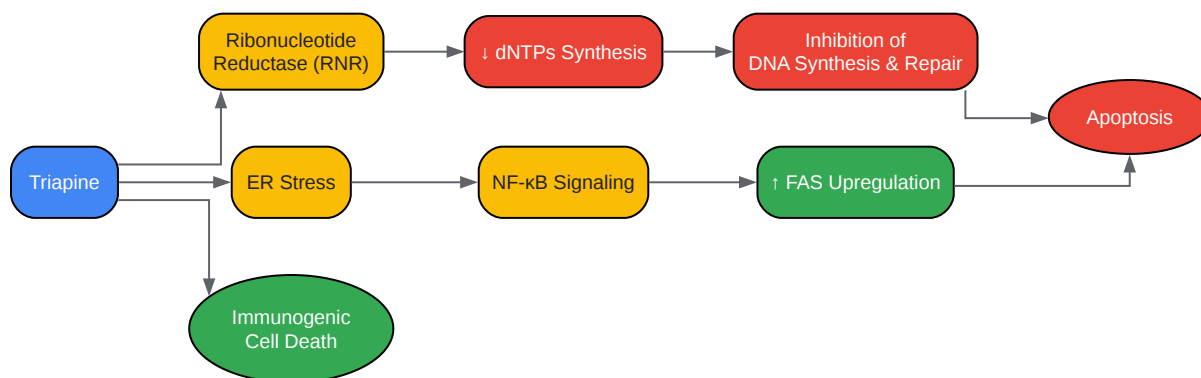 Ribonucleotide
Reductase (RNR)
↓ dNTPs Synthesis
Inhibition of
DNA Synthesis & Repair
Apoptosis
Triapine
ER Stress
NF-κB Signaling
↑ FAS Upregulation
Immunogenic
Cell Death